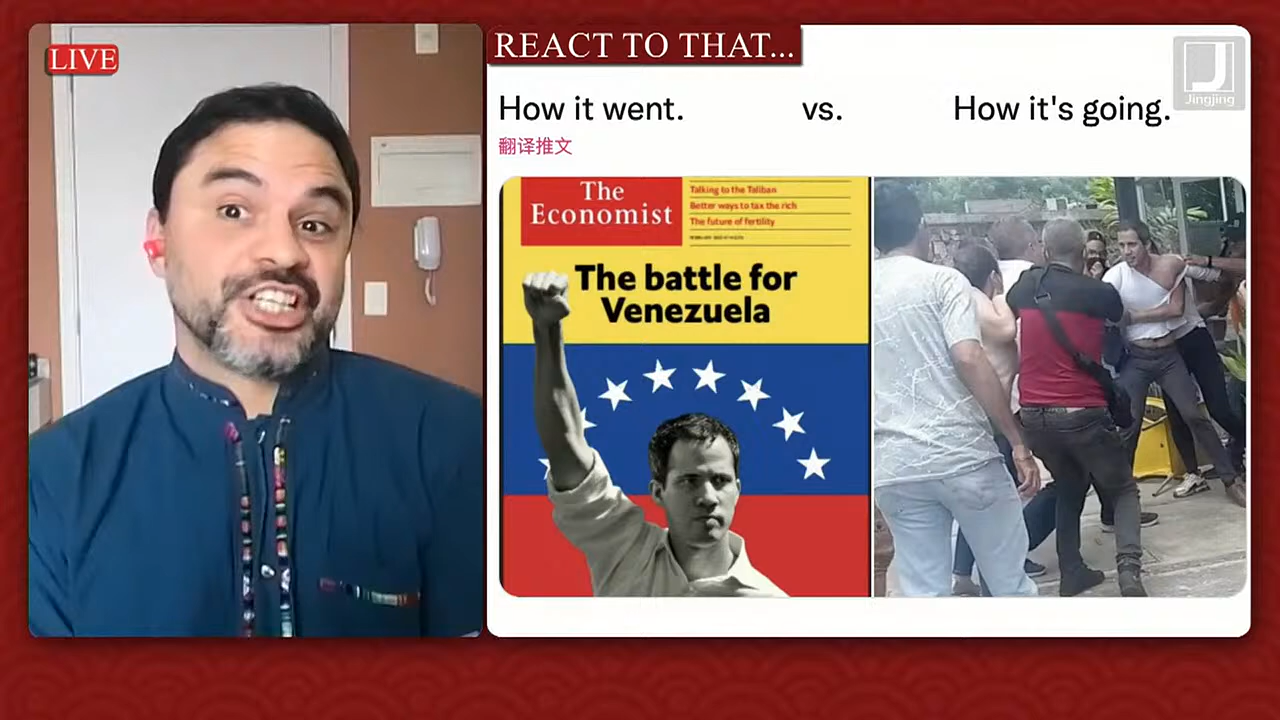 LIVE
REACT TO THAT...
Jingjing
How it went. vs. How it's going.
翻译推文
The
Economist
Talking to the Taliban
Better ways to tax the rich
The future of fertility
The battle for
Venezuela